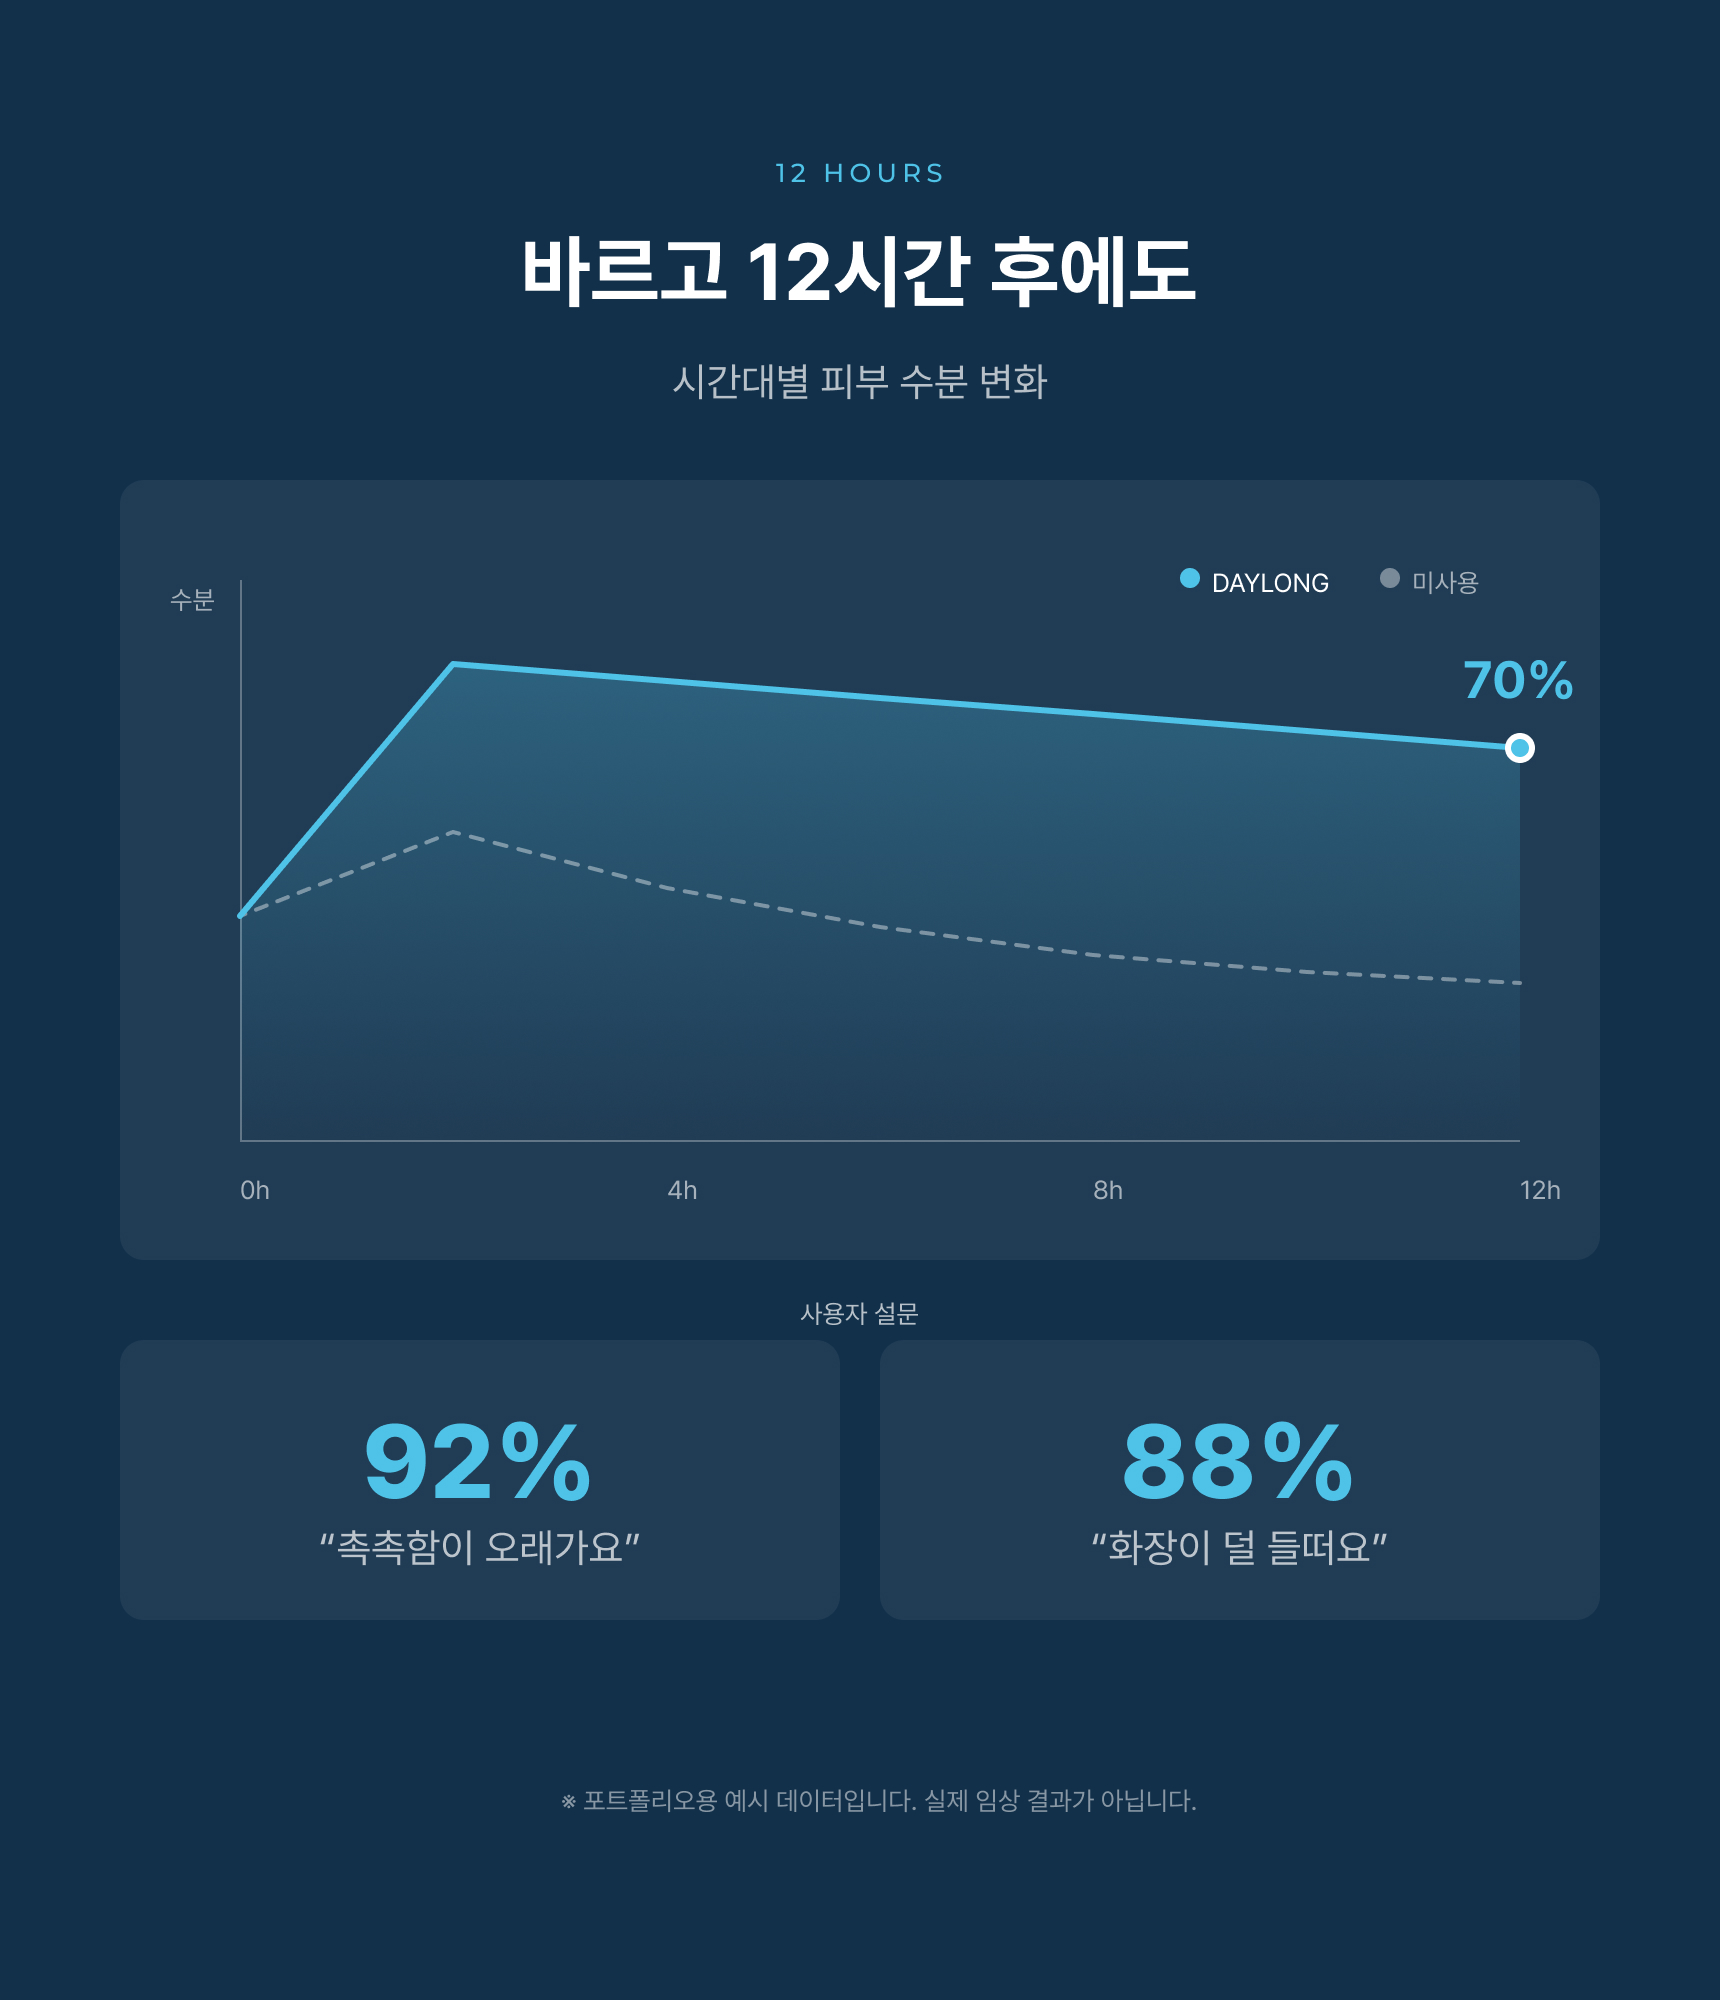 12 HOURS
바르고 12시간 후에도
시간대별 피부 수분 변화
DAYLONG 미사용
수분
70%
0h 4h 8h 12h
사용자 설문
92% 88%
“촉촉함이 오래가요” “화장이 덜 들떠요”
※ 포트폴리오용 예시 데이터입니다. 실제 임상 결과가 아닙니다.